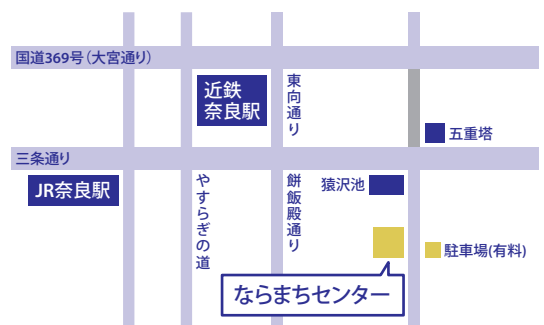 国道369号(大宮通り)
近鉄
奈良駅
東向通り
五重塔
三条通り
JR奈良駅
やすらぎの道
餅飯殿通り
猿沢池
駐車場(有料)
ならまちセンター